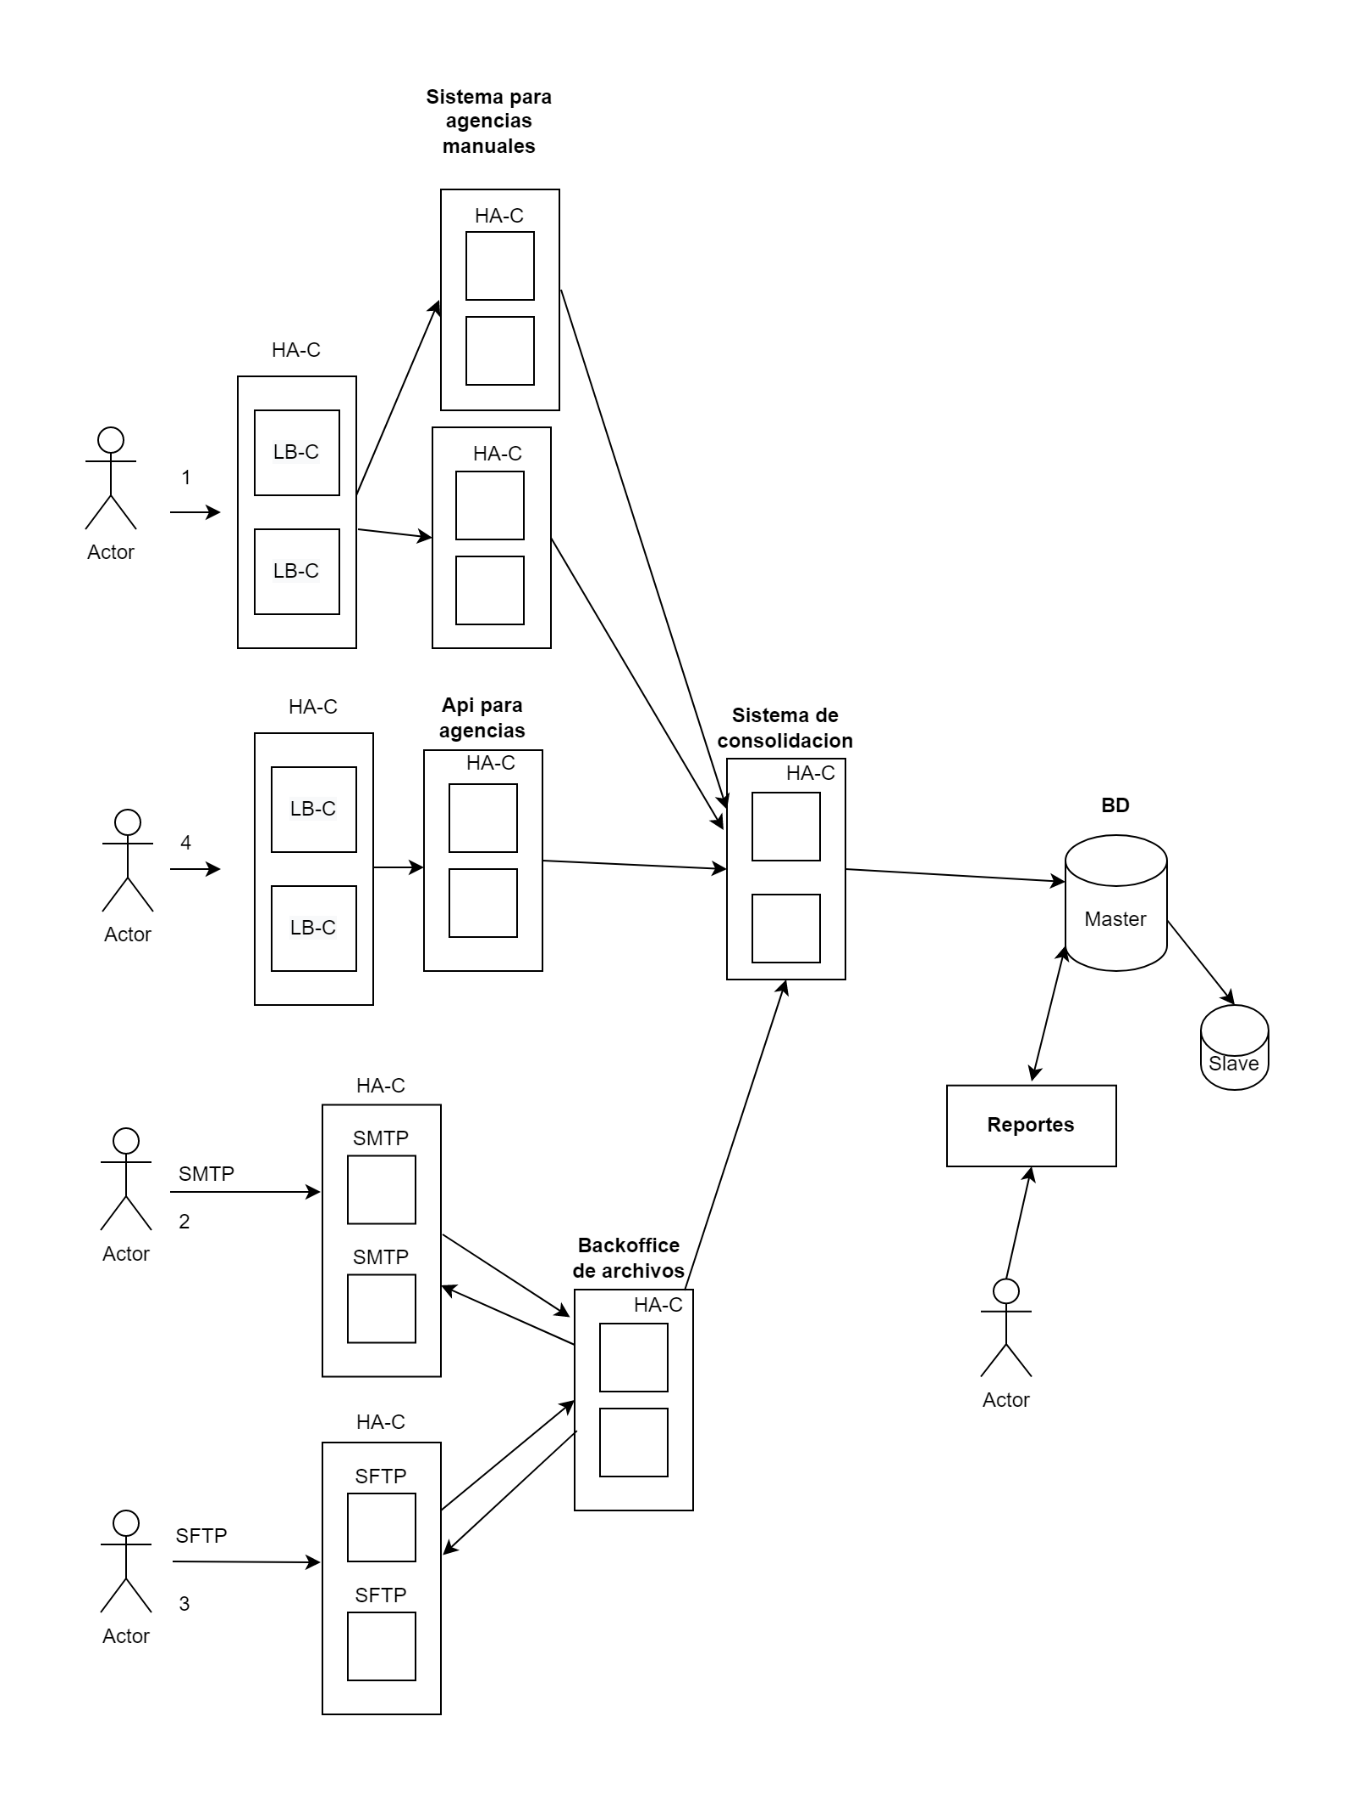 Sistema para
agencias
manuales
HA-C
HA-C
LB-C
LB-C
HA-C
1
Actor
HA-C
LB-C
LB-C
Api para
agencias
HA-C
4
Actor
Sistema de
consolidacion
HA-C
BD
Master
Slave
Reportes
Actor
HA-C
SMTP
SMTP
SMTP
2
Actor
Backoffice
de archivos
HA-C
HA-C
SFTP
SFTP
SFTP
3
Actor